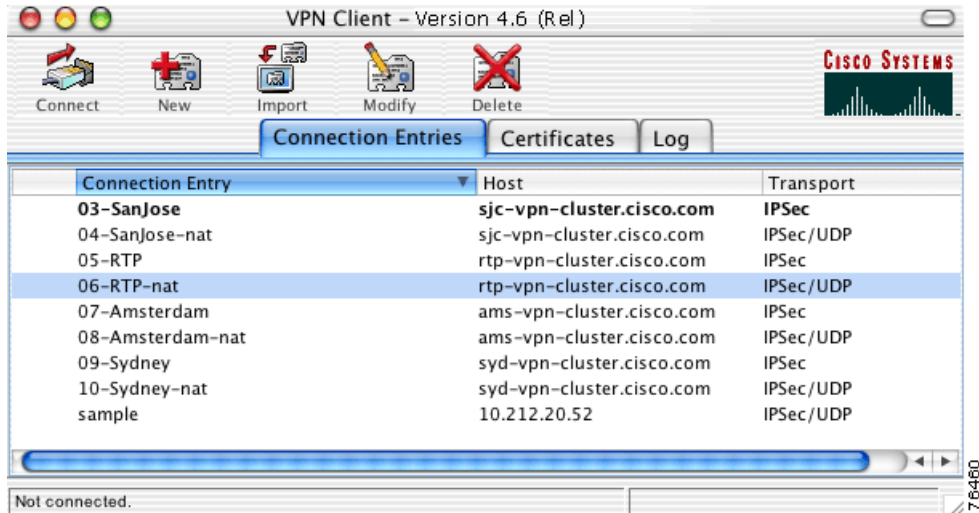 VPN Client – Version 4.6 (Rel)
Connect New Import Modify Delete
CISCO SYSTEMS
Connection Entries Certificates Log
Connection Entry Host Transport
03-SanJose sjc-vpn-cluster.cisco.com IPSec
04-SanJose-nat sjc-vpn-cluster.cisco.com IPSec/UDP
05-RTP rtp-vpn-cluster.cisco.com IPSec
06-RTP-nat rtp-vpn-cluster.cisco.com IPSec/UDP
07-Amsterdam ams-vpn-cluster.cisco.com IPSec
08-Amsterdam-nat ams-vpn-cluster.cisco.com IPSec/UDP
09-Sydney syd-vpn-cluster.cisco.com IPSec
10-Sydney-nat syd-vpn-cluster.cisco.com IPSec/UDP
sample 10.212.20.52 IPSec/UDP
Not connected.
76460